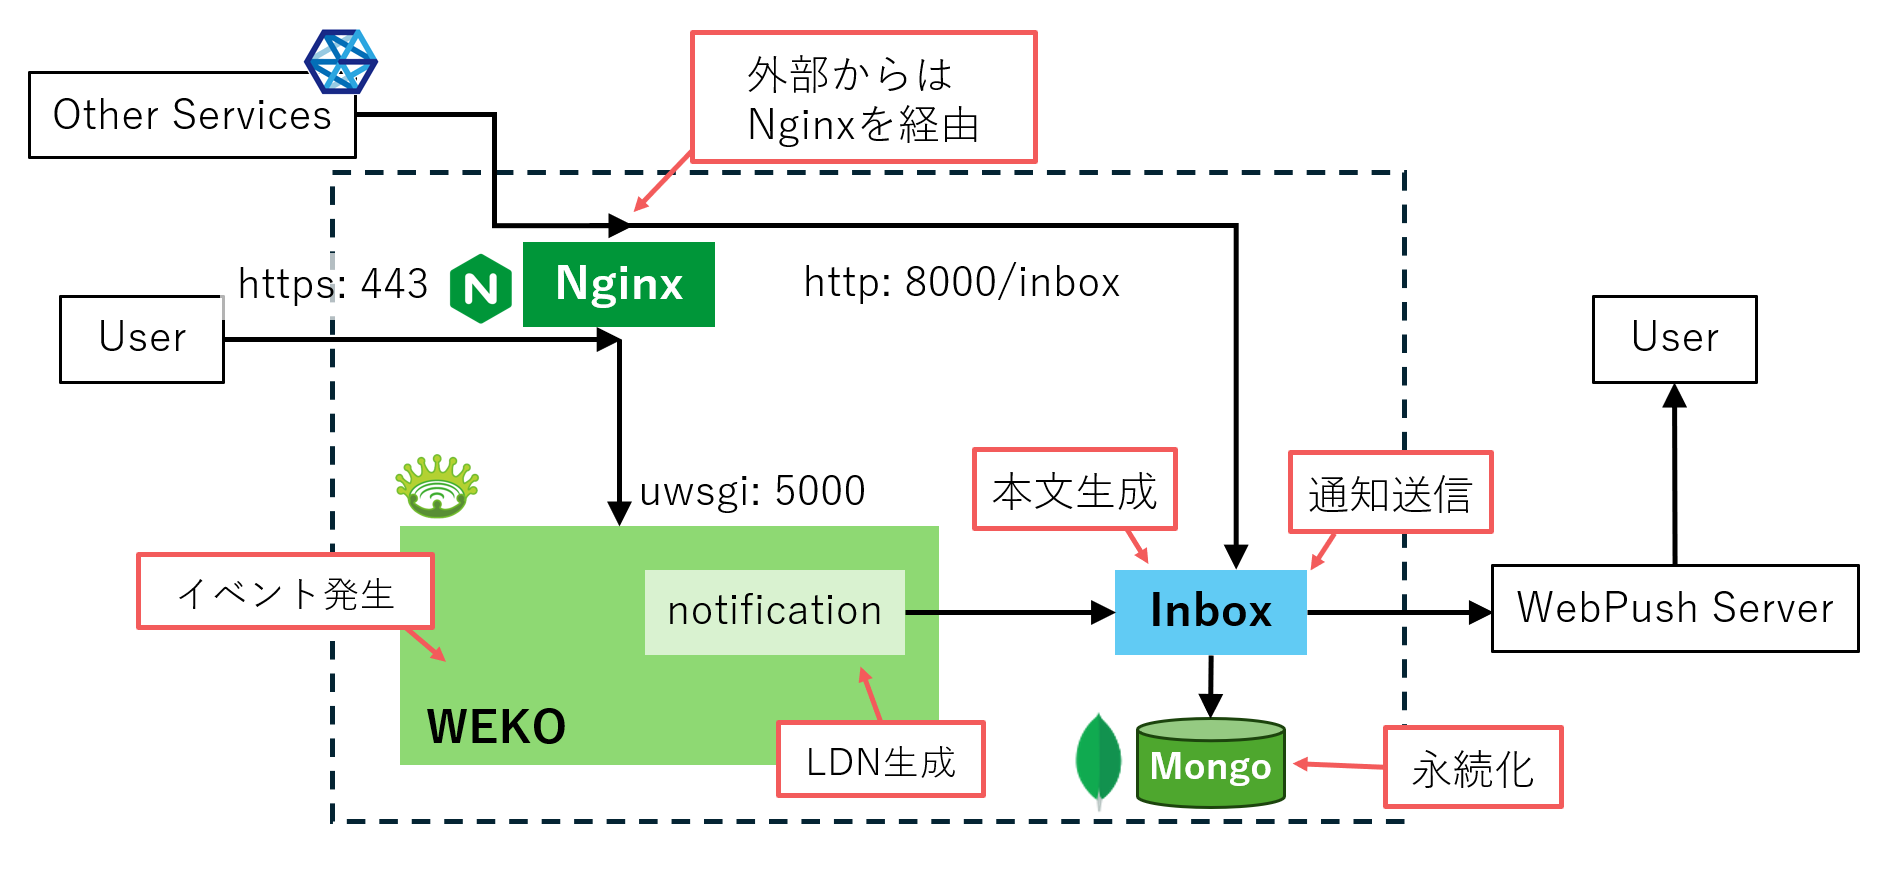 Other Services
外部からは
Nginxを経由
https: 443
Nginx
http: 8000/inbox
User
User
uwsgi: 5000
本文生成
通知送信
イベント発生
notification
Inbox
WebPush Server
WEKO
LDN生成
Mongo
永続化